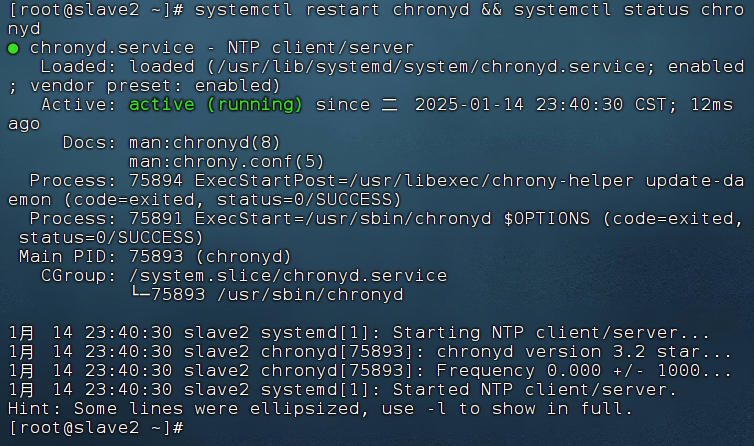 [root@slave2 ~]# systemctl restart chronyd && systemctl status chro
nyd
● chronyd.service - NTP client/server
   Loaded: loaded (/usr/lib/systemd/system/chronyd.service; enabled
; vendor preset: enabled)
   Active: active (running) since 二 2025-01-14 23:40:30 CST; 12ms
ago
     Docs: man:chronyd(8)
           man:chrony.conf(5)
  Process: 75894 ExecStartPost=/usr/libexec/chrony-helper update-da
emon (code=exited, status=0/SUCCESS)
  Process: 75891 ExecStart=/usr/sbin/chronyd $OPTIONS (code=exited,
 status=0/SUCCESS)
 Main PID: 75893 (chronyd)
   CGroup: /system.slice/chronyd.service
           └─75893 /usr/sbin/chronyd

1月  14 23:40:30 slave2 systemd[1]: Starting NTP client/server...
1月  14 23:40:30 slave2 chronyd[75893]: chronyd version 3.2 star...
1月  14 23:40:30 slave2 chronyd[75893]: Frequency 0.000 +/- 1000...
1月  14 23:40:30 slave2 systemd[1]: Started NTP client/server.
Hint: Some lines were ellipsized, use -l to show in full.
[root@slave2 ~]#